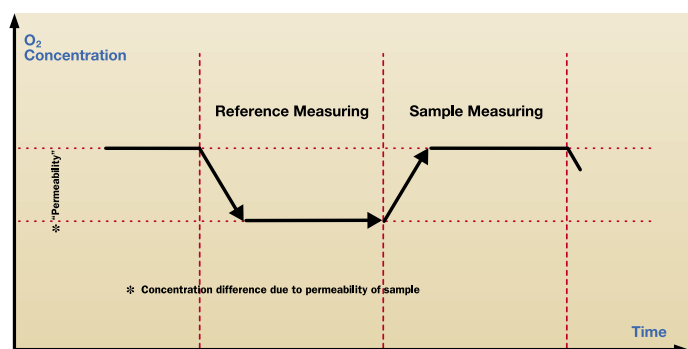 O₂
Concentration
Reference Measuring
Sample Measuring
* "Permeability"
* Concentration difference due to permeability of sample
Time